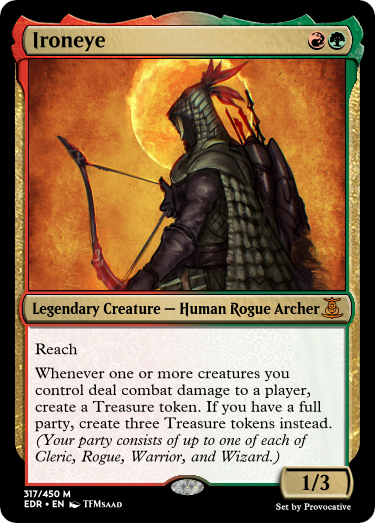 Ironeye
Legendary Creature — Human Rogue Archer
Reach
Whenever one or more creatures you
control deal combat damage to a player,
create a Treasure token. If you have a full
party, create three Treasure tokens instead.
(Your party consists of up to one of each of
Cleric, Rogue, Warrior, and Wizard.)
1/3
317/450 M
EDR • EN TFMSAAD
Set by Provocative